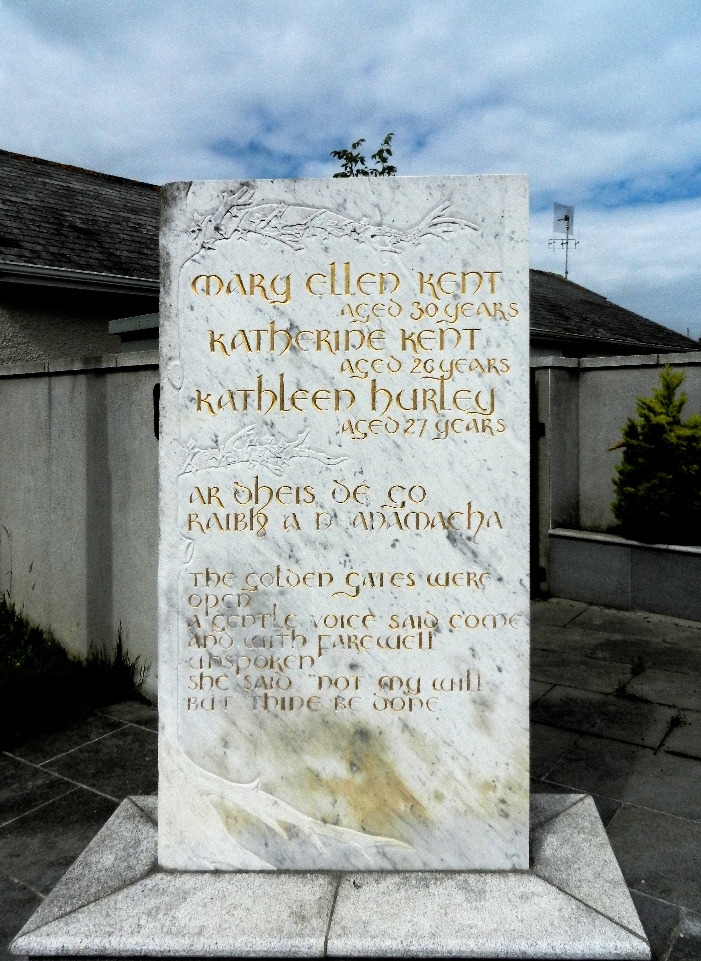 Mary Ellen Kent
Aged 30 years
Katherine Kent
Aged 26 years
Kathleen Hurley
Aged 27 years
Ar dheis De go
raibh a n'anamacha
The golden gates were
open
a gentle voice said come
and with farewell
unspoken
she said "not my will
but thine be done